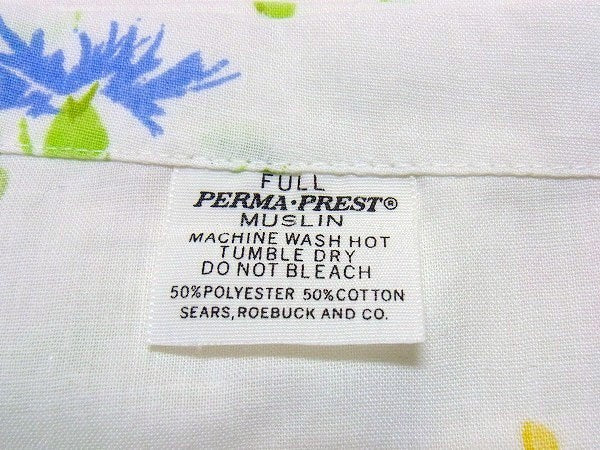 FULL
PERMA·PREST®
MUSLIN
MACHINE WASH HOT
TUMBLE DRY
DO NOT BLEACH
50% POLYESTER 50% COTTON
SEARS, ROEBUCK AND CO.